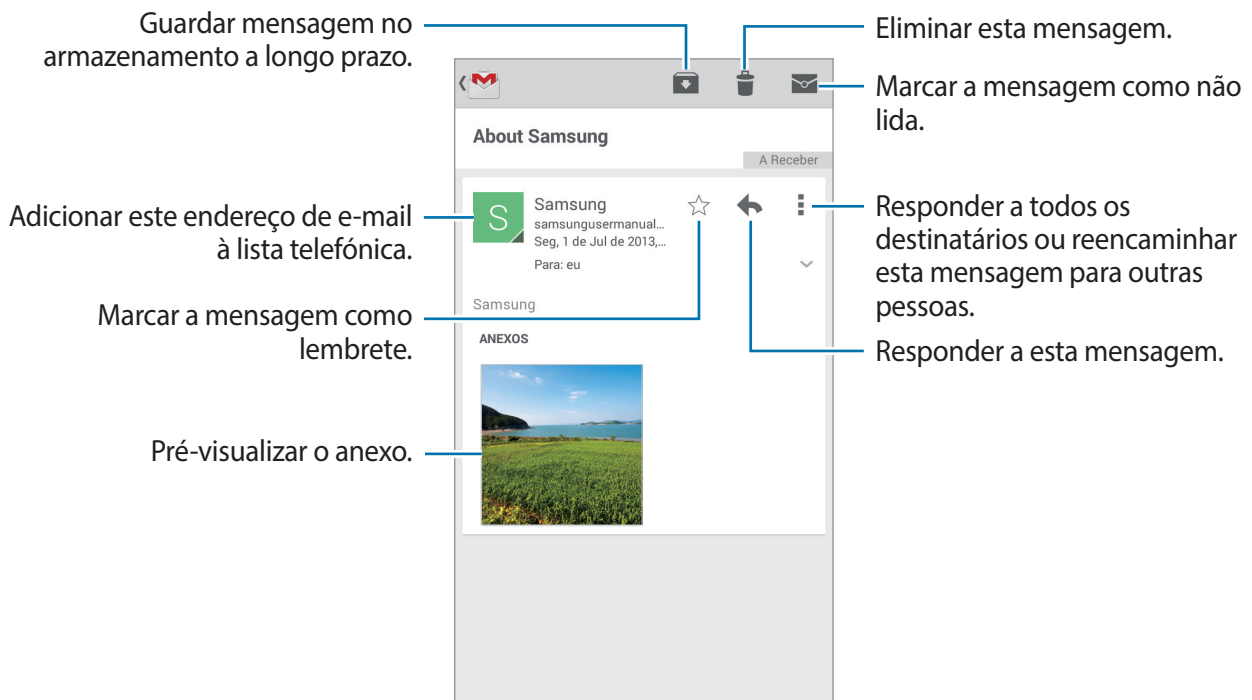 Guardar mensagem no
armazenamento a longo prazo.
Eliminar esta mensagem.
Marcar a mensagem como não
lida.
About Samsung
A Receber
Adicionar este endereço de e-mail
à lista telefónica.
S
Samsung
samsungusermanual...
Seg, 1 de Jul de 2013,...
Para: eu
Responder a todos os
destinatários ou reencaminhar
esta mensagem para outras
pessoas.
Samsung
Marcar a mensagem como
lembrete.
ANEXOS
Responder a esta mensagem.
Pré-visualizar o anexo.